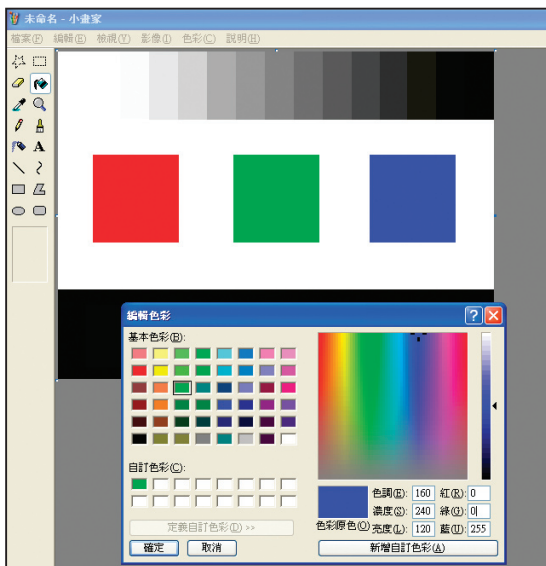 未命名 - 小畫家
檔案(F) 編輯(E) 檢視(V) 影像(I) 色彩(C) 說明(H)
A
編輯色彩
基本色彩(B):
自訂色彩(C):
定義自訂色彩(D) >>
確定 取消
色彩|原色(O)
色調(E): 160 紅(R): 0
濃度(S): 240 綠(G): 0
亮度(L): 120 藍(U): 255
新增自訂色彩(A)